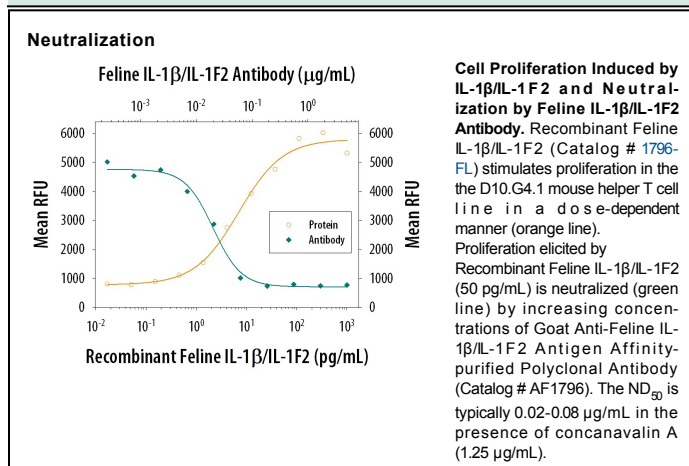 Neutralization
Feline IL-1β/IL-1F2 Antibody (μg/mL)
10⁻³ 10⁻² 10⁻¹ 10⁰
6000 6000
5000 5000
4000 4000
3000 3000
2000 2000
1000 1000
0 0
Mean RFU
Mean RFU
Protein
Antibody
10⁻² 10⁻¹ 10⁰ 10¹ 10² 10³
Recombinant Feline IL-1β/IL-1F2 (pg/mL)
Cell Proliferation Induced by
IL-1β/IL-1F2 and Neutral-
ization by Feline IL-1β/IL-1F2
Antibody. Recombinant Feline
IL-1β/IL-1F2 (Catalog # 1796-
FL) stimulates proliferation in the
the D10.G4.1 mouse helper T cell
line in a dose-dependent
manner (orange line).
Proliferation elicited by
Recombinant Feline IL-1β/IL-1F2
(50 pg/mL) is neutralized (green
line) by increasing concen-
trations of Goat Anti-Feline IL-
1β/IL-1F2 Antigen Affinity-
purified Polyclonal Antibody
(Catalog # AF1796). The ND₅₀ is
typically 0.02-0.08 μg/mL in the
presence of concanavalin A
(1.25 μg/mL).